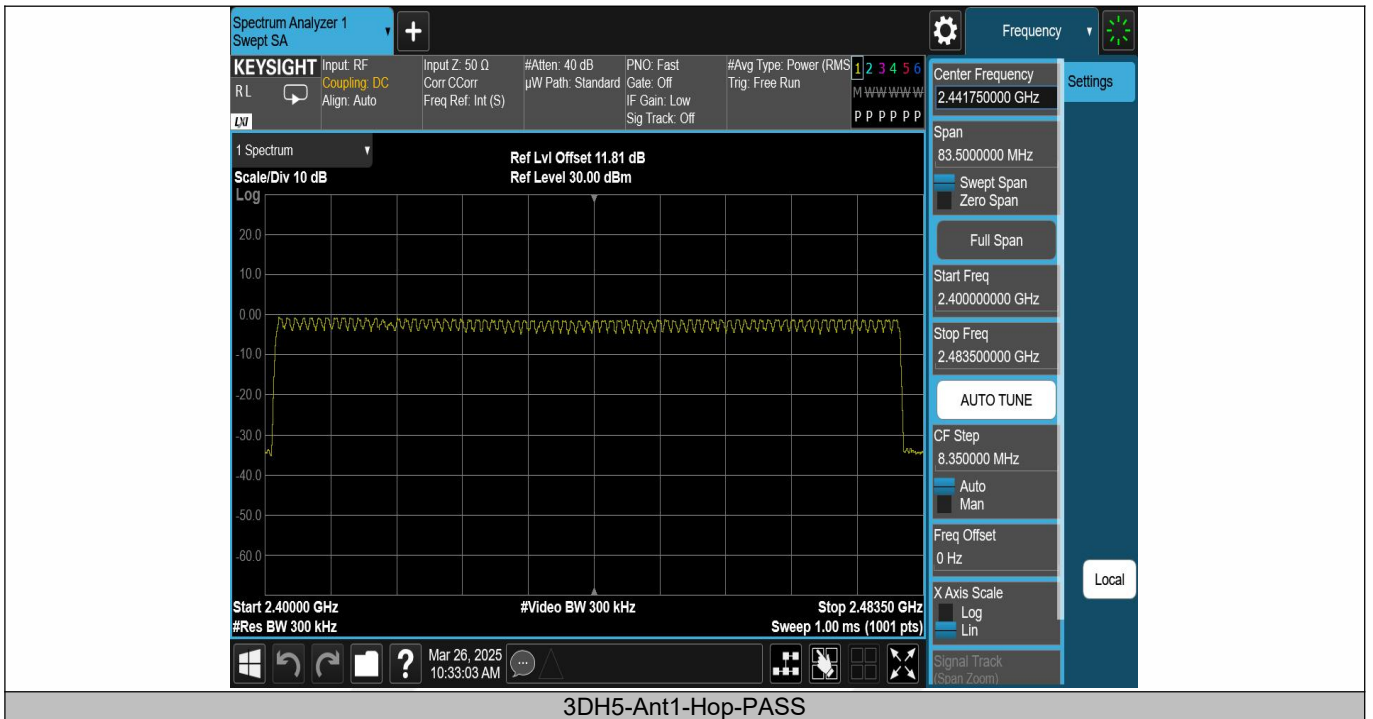 Spectrum Analyzer 1
Swept SA
+
Frequency
KEYSIGHT
RL
LXI
Input: RF
Coupling: DC
Align: Auto
Input Z: 50 Ω
Corr CCorr
Freq Ref: Int (S)
#Atten: 40 dB
µW Path: Standard
PNO: Fast
Gate: Off
IF Gain: Low
Sig Track: Off
#Avg Type: Power (RMS
Trig: Free Run
1 2 3 4 5 6
M W W W W W
P P P P P P
1 Spectrum
Scale/Div 10 dB
Ref Lvl Offset 11.81 dB
Ref Level 30.00 dBm
Log
20.0
10.0
0.00
-10.0
-20.0
-30.0
-40.0
-50.0
-60.0
Start 2.40000 GHz
#Res BW 300 kHz
#Video BW 300 kHz
Stop 2.48350 GHz
Sweep 1.00 ms (1001 pts)
Center Frequency
2.441750000 GHz
Settings
Span
83.5000000 MHz
Swept Span
Zero Span
Full Span
Start Freq
2.400000000 GHz
Stop Freq
2.483500000 GHz
AUTO TUNE
CF Step
8.350000 MHz
Auto
Man
Freq Offset
0 Hz
Local
X Axis Scale
Log
Lin
Signal Track
(Span Zoom)
?
Mar 26, 2025
10:33:03 AM
3DH5-Ant1-Hop-PASS